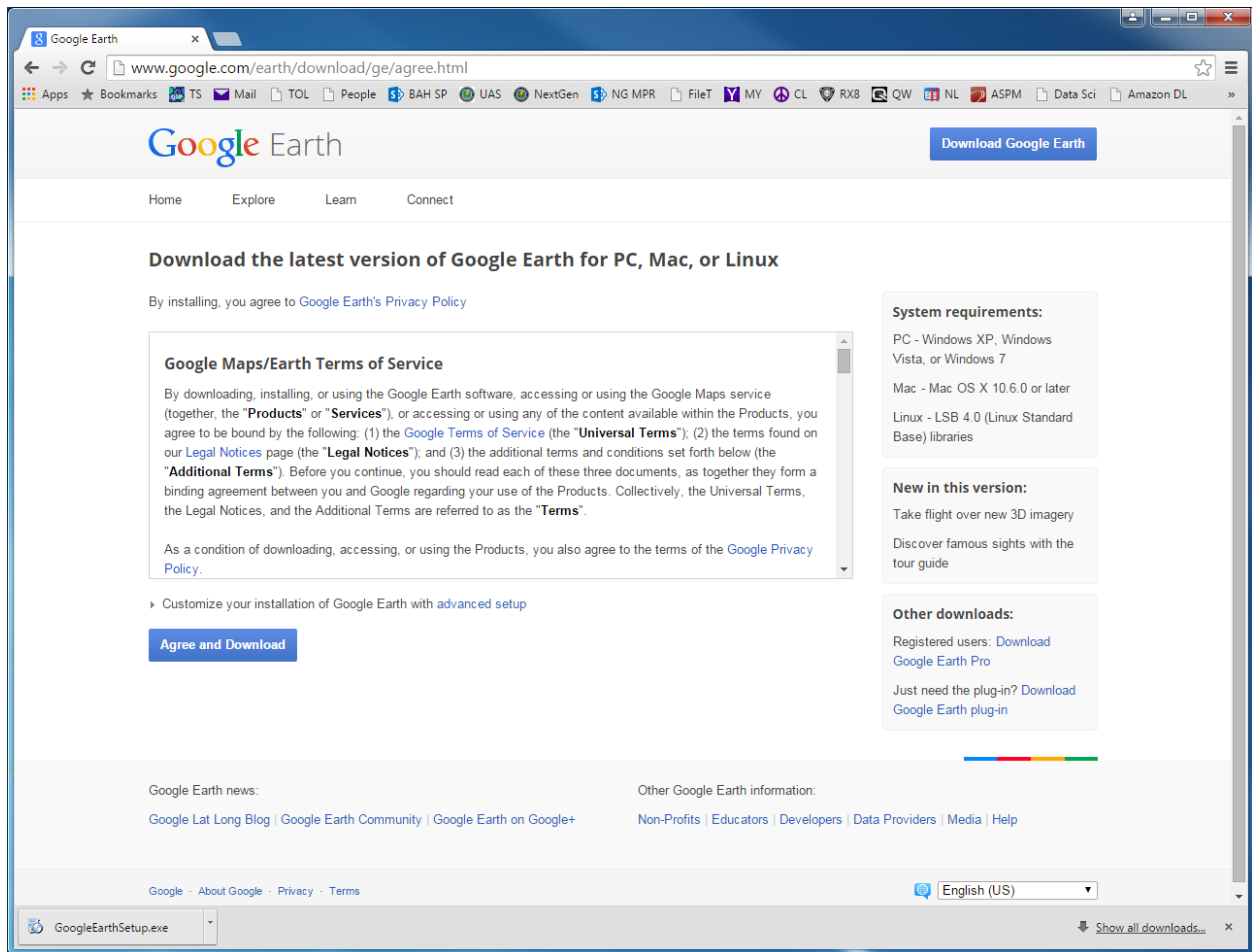 Google Earth
www.google.com/earth/download/ge/agree.html
Apps Bookmarks TS Mail TOL People BAH SP UAS NextGen NG MPR FileT MY CL RX8 QW NL ASPM Data Sci Amazon DL »
Google Earth
Download Google Earth
Home Explore Learn Connect
Download the latest version of Google Earth for PC, Mac, or Linux
By installing, you agree to Google Earth's Privacy Policy
Google Maps/Earth Terms of Service
By downloading, installing, or using the Google Earth software, accessing or using the Google Maps service
(together, the "Products" or "Services"), or accessing or using any of the content available within the Products, you
agree to be bound by the following: (1) the Google Terms of Service (the "Universal Terms"); (2) the terms found on
our Legal Notices page (the "Legal Notices"); and (3) the additional terms and conditions set forth below (the
"Additional Terms"). Before you continue, you should read each of these three documents, as together they form a
binding agreement between you and Google regarding your use of the Products. Collectively, the Universal Terms,
the Legal Notices, and the Additional Terms are referred to as the "Terms".
As a condition of downloading, accessing, or using the Products, you also agree to the terms of the Google Privacy
Policy.
Customize your installation of Google Earth with advanced setup
Agree and Download
System requirements:
PC - Windows XP, Windows
Vista, or Windows 7
Mac - Mac OS X 10.6.0 or later
Linux - LSB 4.0 (Linux Standard
Base) libraries
New in this version:
Take flight over new 3D imagery
Discover famous sights with the
tour guide
Other downloads:
Registered users: Download
Google Earth Pro
Just need the plug-in? Download
Google Earth plug-in
Google Earth news:
Google Lat Long Blog | Google Earth Community | Google Earth on Google+
Other Google Earth information:
Non-Profits | Educators | Developers | Data Providers | Media | Help
Google - About Google - Privacy - Terms
English (US)
GoogleEarthSetup.exe
Show all downloads...